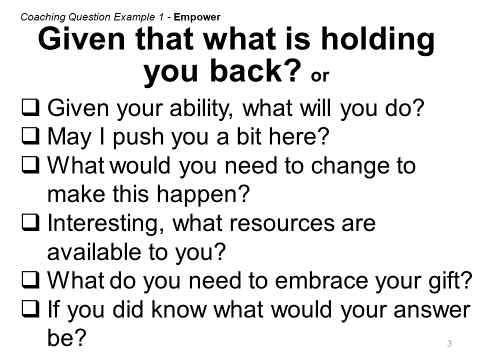 Coaching Question Example 1 - Empower
Given that what is holding
you back? or
❑ Given your ability, what will you do?
❑ May I push you a bit here?
❑ What would you need to change to
make this happen?
❑ Interesting, what resources are
available to you?
❑ What do you need to embrace your gift?
❑ If you did know what would your answer
be?
3